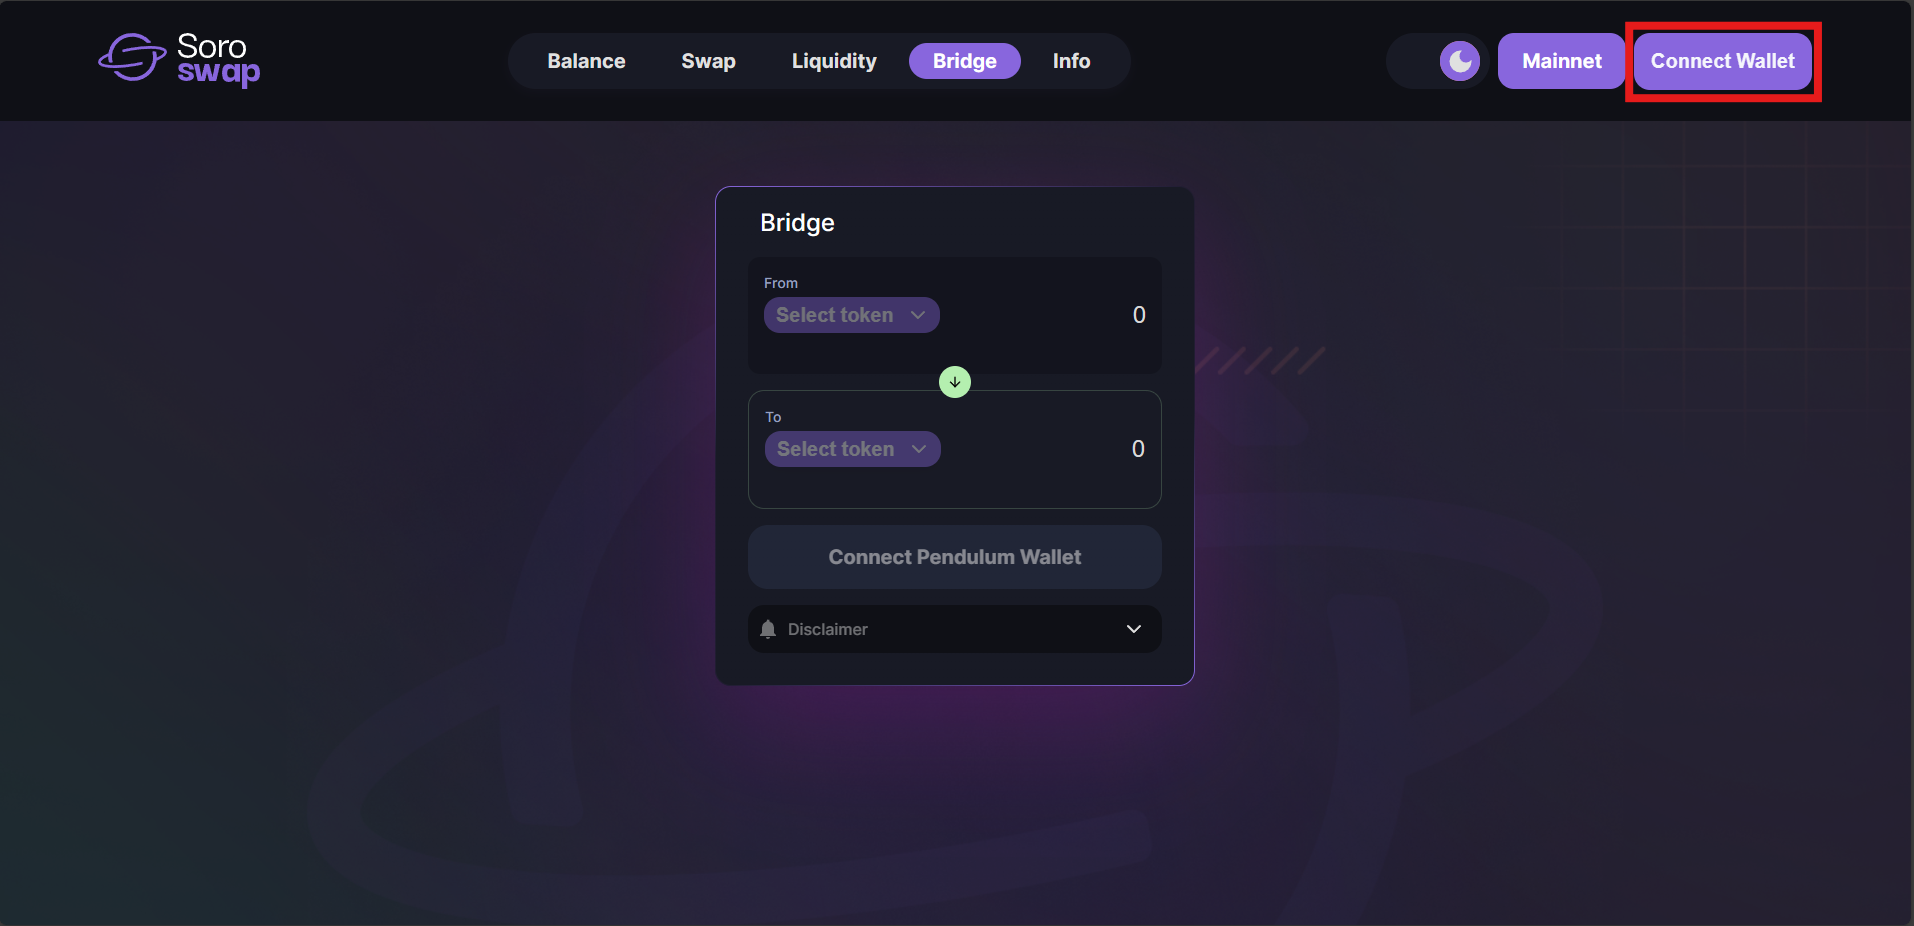 Soro
swap
Balance
Swap
Liquidity
Bridge
Info
Mainnet
Connect Wallet
Bridge
From
Select token
0
To
Select token
0
Connect Pendulum Wallet
Disclaimer